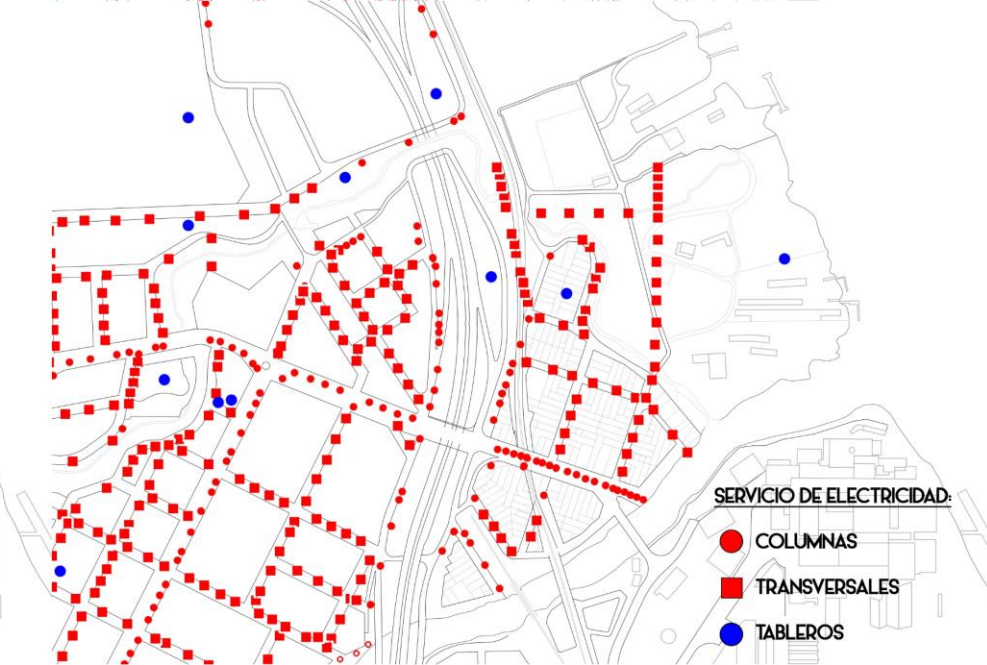 SERVICIO DE ELECTRICIDAD:
COLUMNAS
TRANSVERSALES
TABLEROS